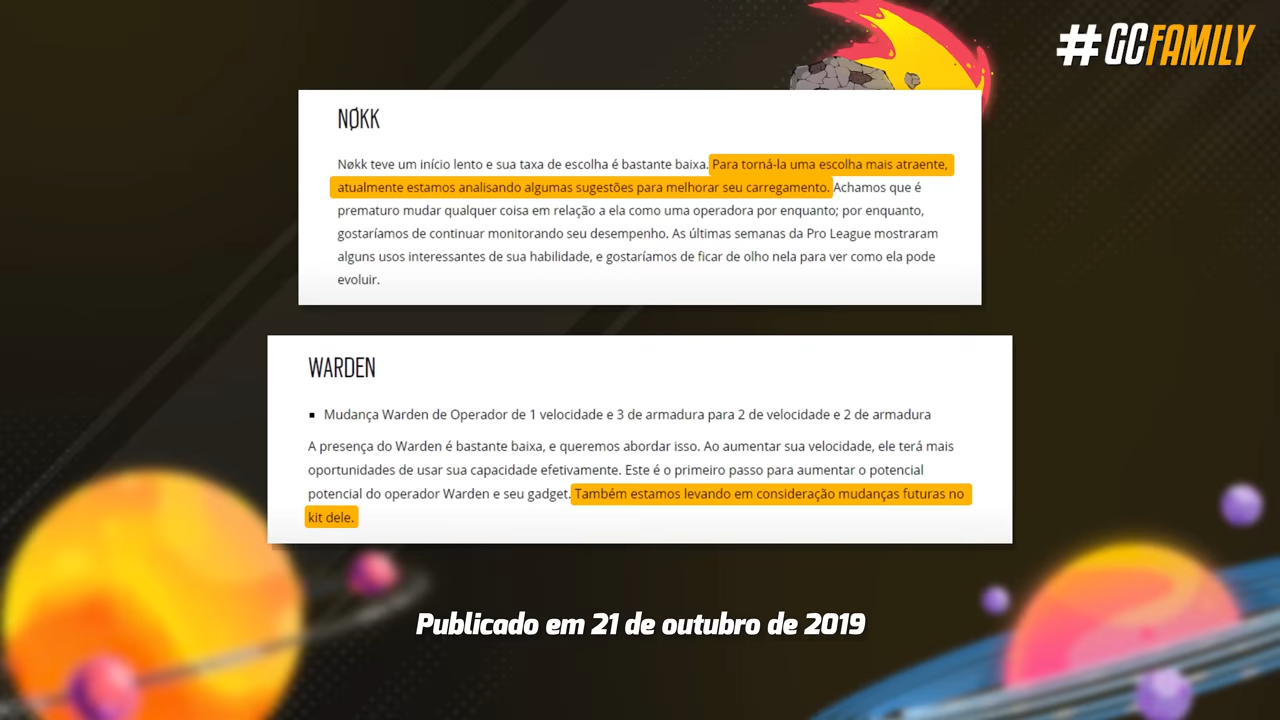 #GCFAMILY
NØKK
Nøkk teve um início lento e sua taxa de escolha é bastante baixa. Para torná-la uma escolha mais atraente,
atualmente estamos analisando algumas sugestões para melhorar seu carregamento. Achamos que é
prematuro mudar qualquer coisa em relação a ela como uma operadora por enquanto; por enquanto,
gostaríamos de continuar monitorando seu desempenho. As últimas semanas da Pro League mostraram
alguns usos interessantes de sua habilidade, e gostaríamos de ficar de olho nela para ver como ela pode
evoluir.
WARDEN
▪ Mudança Warden de Operador de 1 velocidade e 3 de armadura para 2 de velocidade e 2 de armadura
A presença do Warden é bastante baixa, e queremos abordar isso. Ao aumentar sua velocidade, ele terá mais
oportunidades de usar sua capacidade efetivamente. Este é o primeiro passo para aumentar o potencial
potencial do operador Warden e seu gadget. Também estamos levando em consideração mudanças futuras no
kit dele.
Publicado em 21 de outubro de 2019